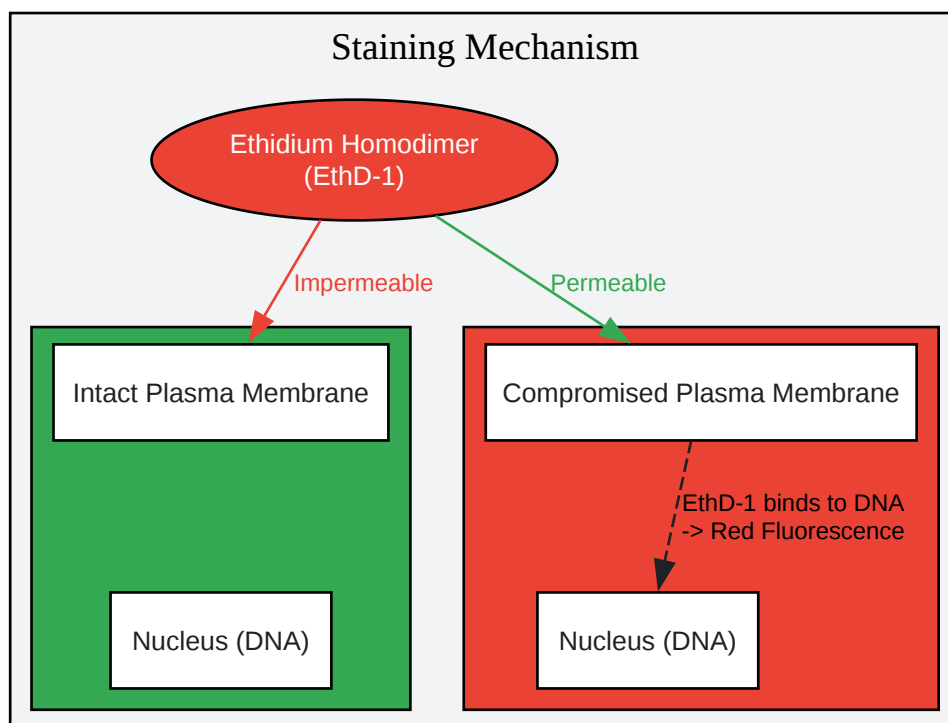 Staining Mechanism
Ethidium Homodimer
(EthD-1)
Impermeable
Permeable
Intact Plasma Membrane
Compromised Plasma Membrane
EthD-1 binds to DNA
-> Red Fluorescence
Nucleus (DNA)
Nucleus (DNA)